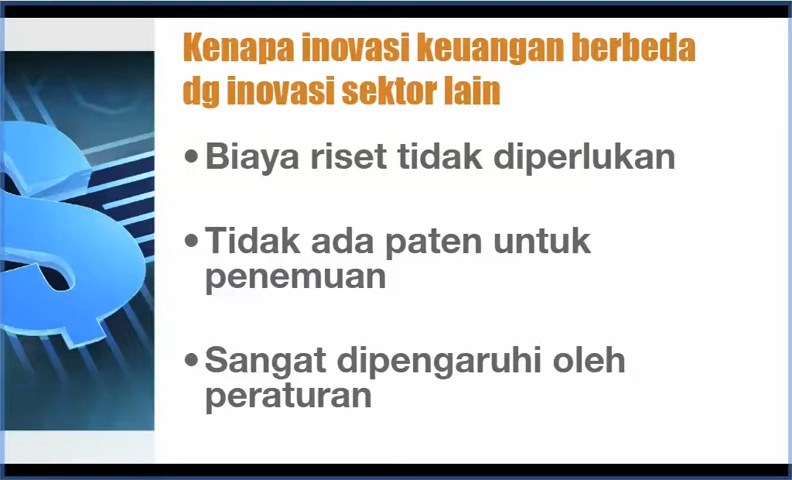 Kenapa inovasi keuangan berbeda
dg inovasi sektor lain
•Biaya riset tidak diperlukan
•Tidak ada paten untuk
penemuan
•Sangat dipengaruhi oleh
peraturan